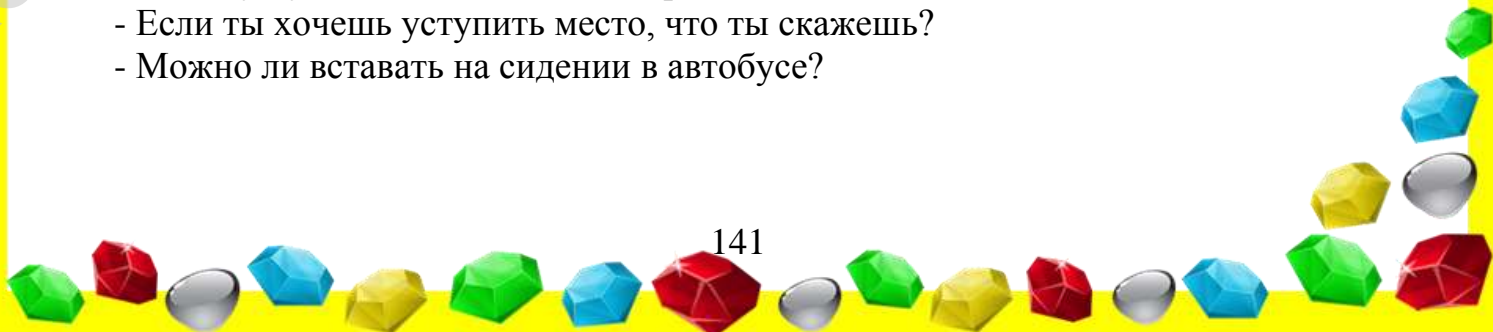 - Если ты хочешь уступить место, что ты скажешь?
- Можно ли вставать на сидении в автобусе?
141